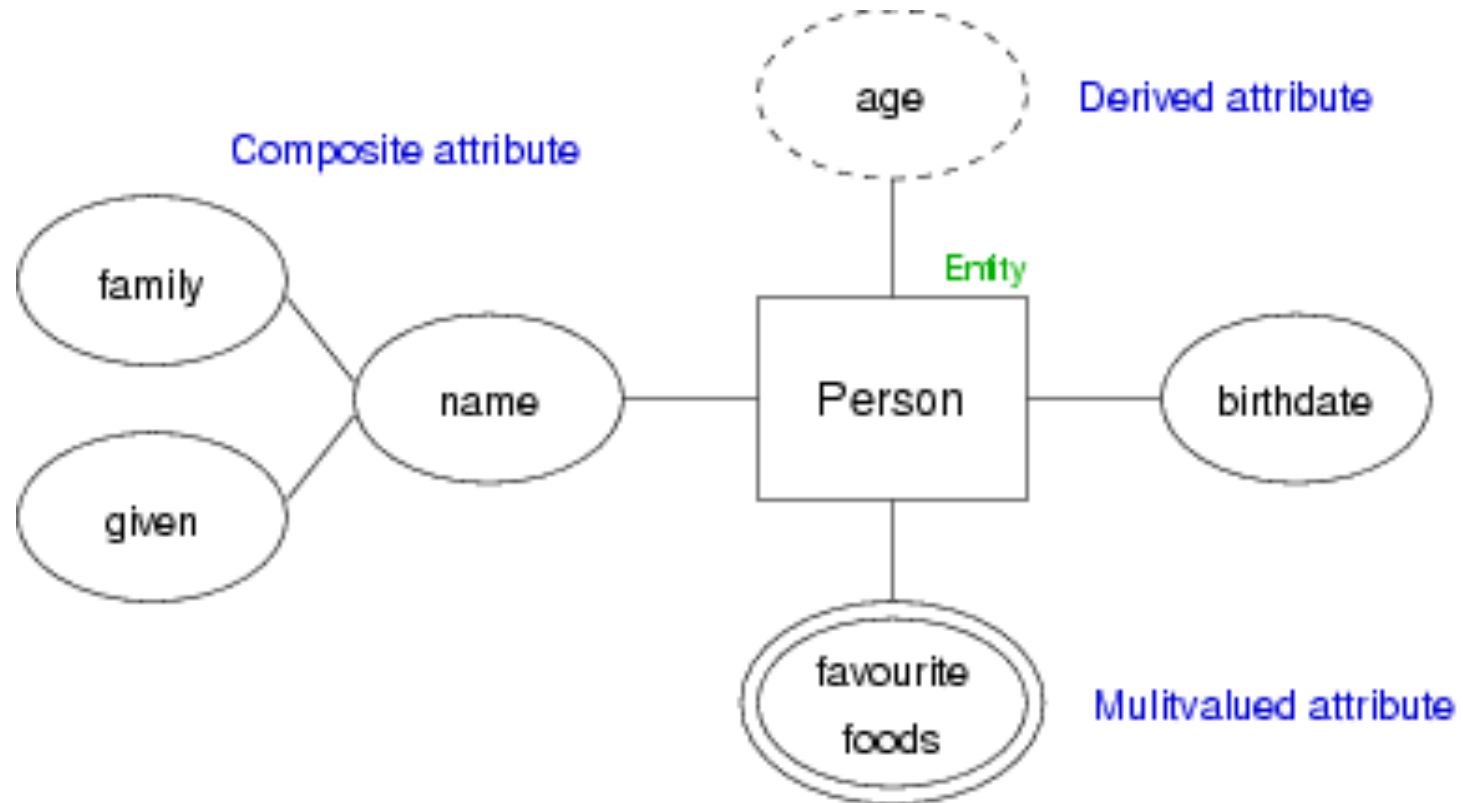 age
Derived attribute
Composite attribute
Entity
family
name
Person
birthdate
given
favourite
foods
Mulitvalued attribute